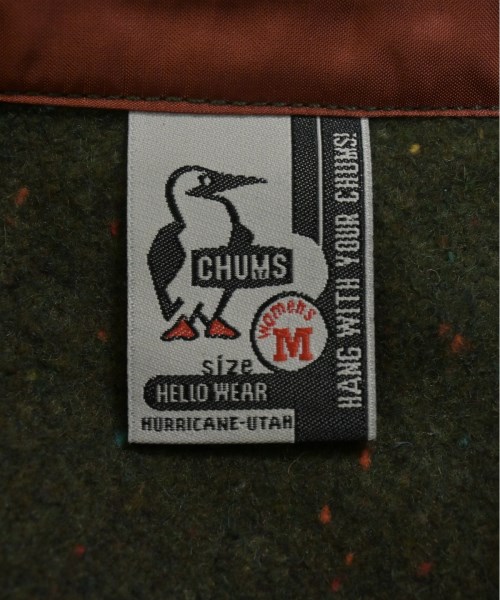 CHUMS
women's
M
size
HELLO WEAR
HURRICANE-UTAH
HANG WITH YOUR CHUMS!